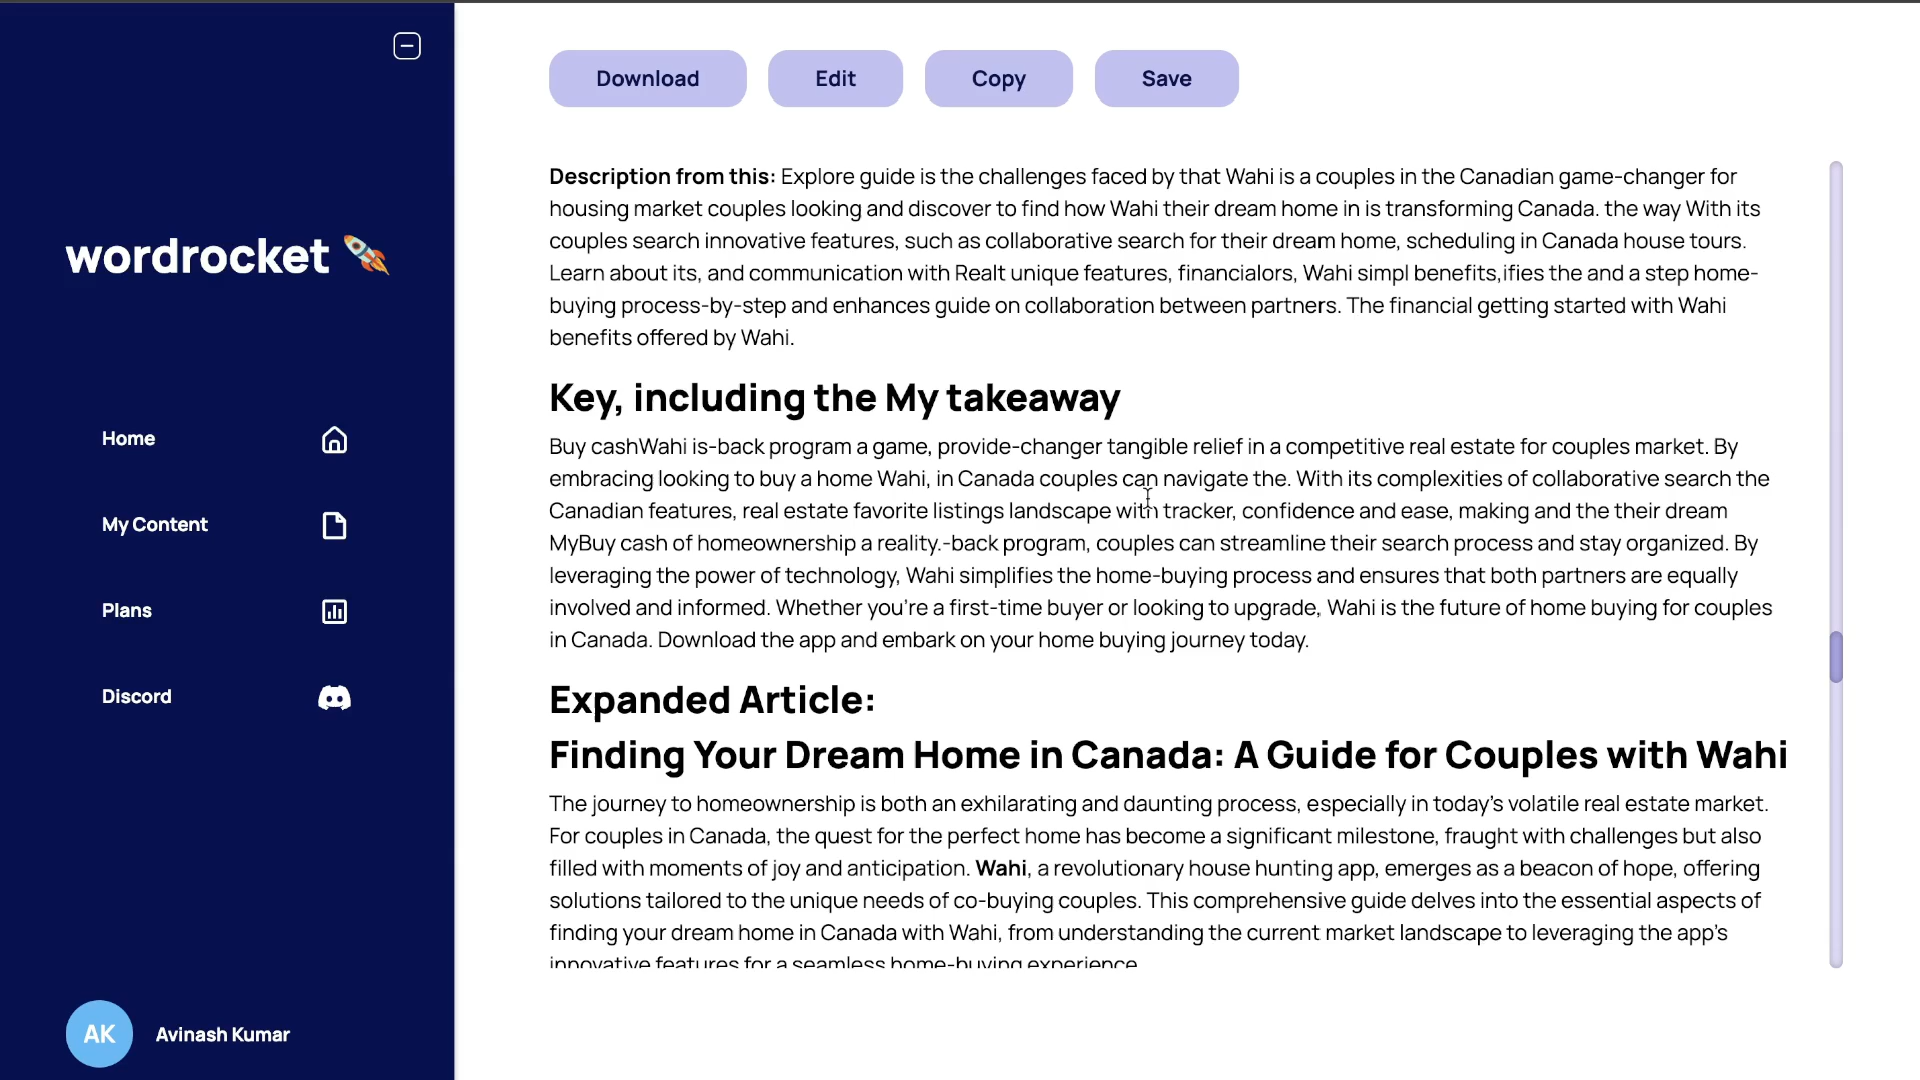 Download
Edit
Copy
Save
wordrocket
Home
My Content
Plans
Discord
AK
Avinash Kumar
Description from this: Explore guide is the challenges faced by that Wahi is a couples in the Canadian game-changer for
housing market couples looking and discover to find how Wahi their dream home in is transforming Canada. the way With its
couples search innovative features, such as collaborative search for their dream home, scheduling in Canada house tours.
Learn about its, and communication with Realt unique features, financialors, Wahi simpl benefits,ifies the and a step home-
buying process-by-step and enhances guide on collaboration between partners. The financial getting started with Wahi
benefits offered by Wahi.
Key, including the My takeaway
Buy cashWahi is-back program a game, provide-changer tangible relief in a competitive real estate for couples market. By
embracing looking to buy a home Wahi, in Canada couples can navigate the. With its complexities of collaborative search the
Canadian features, real estate favorite listings landscape with tracker, confidence and ease, making and the their dream
MyBuy cash of homeownership a reality.-back program, couples can streamline their search process and stay organized. By
leveraging the power of technology, Wahi simplifies the home-buying process and ensures that both partners are equally
involved and informed. Whether you're a first-time buyer or looking to upgrade, Wahi is the future of home buying for couples
in Canada. Download the app and embark on your home buying journey today.
Expanded Article:
Finding Your Dream Home in Canada: A Guide for Couples with Wahi
The journey to homeownership is both an exhilarating and daunting process, especially in today's volatile real estate market.
For couples in Canada, the quest for the perfect home has become a significant milestone, fraught with challenges but also
filled with moments of joy and anticipation. Wahi, a revolutionary house hunting app, emerges as a beacon of hope, offering
solutions tailored to the unique needs of co-buying couples. This comprehensive guide delves into the essential aspects of
finding your dream home in Canada with Wahi, from understanding the current market landscape to leveraging the app's
innovative features for a seamless home-buying experience